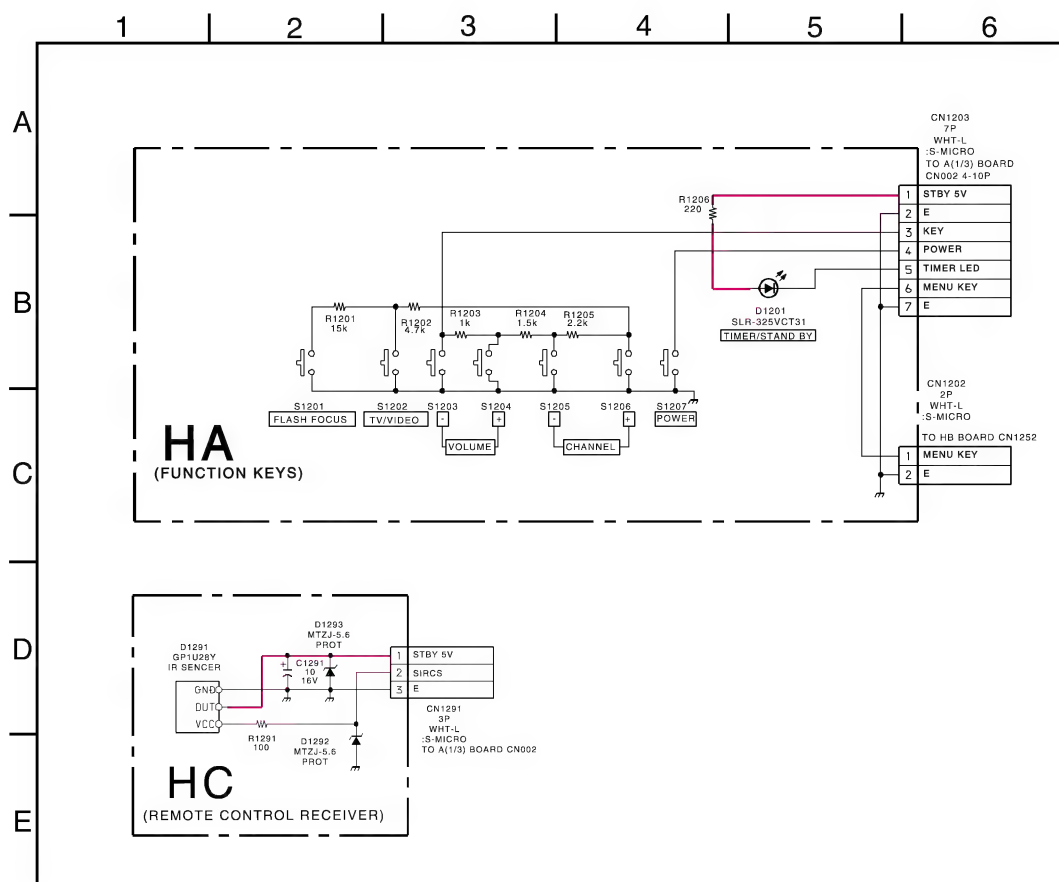 1 2 3 4 5 6
A
B
C
D
E
CN1203
7P
WHT-L
:S-MICRO
TO A(1/3) BOARD
CN002 4-10P
1 STBY 5V
2 E
3 KEY
4 POWER
5 TIMER LED
6 MENU KEY
7 E
R1206
220
D1201
SLR-325VCT31
TIMER/STAND BY
R1201
15k
R1202
4.7k
R1203
1k
R1204
1.5k
R1205
2.2k
S1201
FLASH FOCUS
S1202
TV/VIDEO
S1203
-
S1204
+
VOLUME
S1205
-
S1206
+
CHANNEL
S1207
POWER
HA
(FUNCTION KEYS)
CN1202
2P
WHT-L
:S-MICRO
TO HB BOARD CN1252
1 MENU KEY
2 E
D1291
GP1U28Y
IR SENCER
GND
OUT
VCC
D1293
MTZJ-5.6
PROT
+
C1291
10
16V
R1291
100
D1292
MTZJ-5.6
PROT
1 STBY 5V
2 SIRCS
3 E
CN1291
3P
WHT-L
:S-MICRO
TO A(1/3) BOARD CN002
HC
(REMOTE CONTROL RECEIVER)